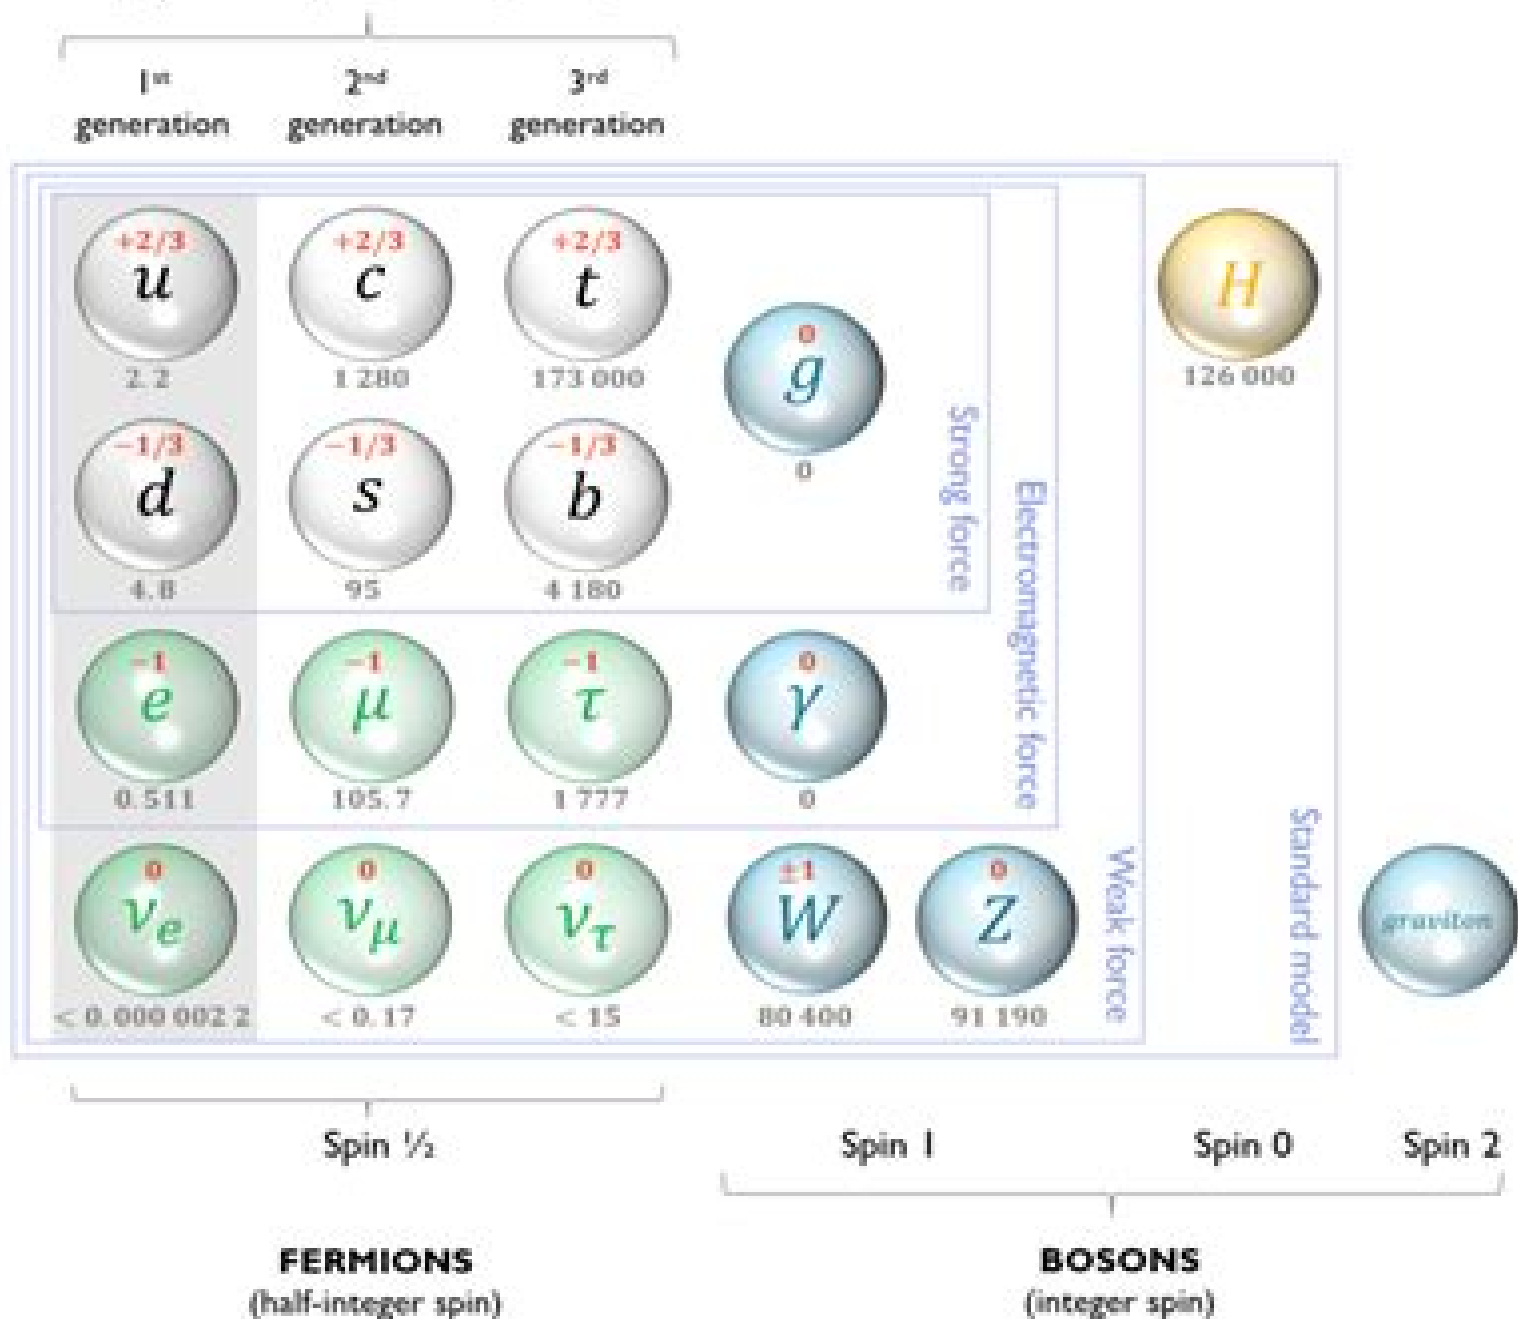 1st 2nd 3rd
generation generation generation
+2/3 +2/3 +2/3
u c t H
0
g
2.2 1 280 173 000 126 000
−1/3 −1/3 −1/3
d s b
0
4.8 95 4 180
Strong force
−1 −1 −1 0
e μ τ γ
0.511 105.7 1 777 0
Electromagnetic force
0 0 0 ±1 0
νe νμ ντ W Z graviton
< 0.000 002 2 < 0.17 < 15 80 400 91 190
Weak force
Standard model
Spin ½ Spin 1 Spin 0 Spin 2
FERMIONS BOSONS
(half-integer spin) (integer spin)